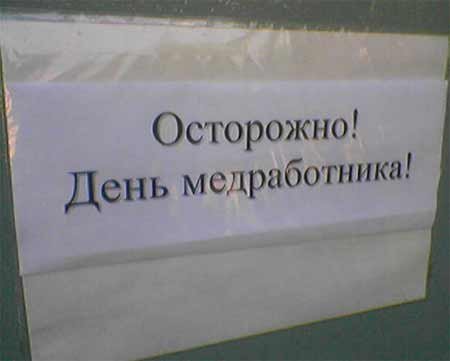 Осторожно!
День медработника!